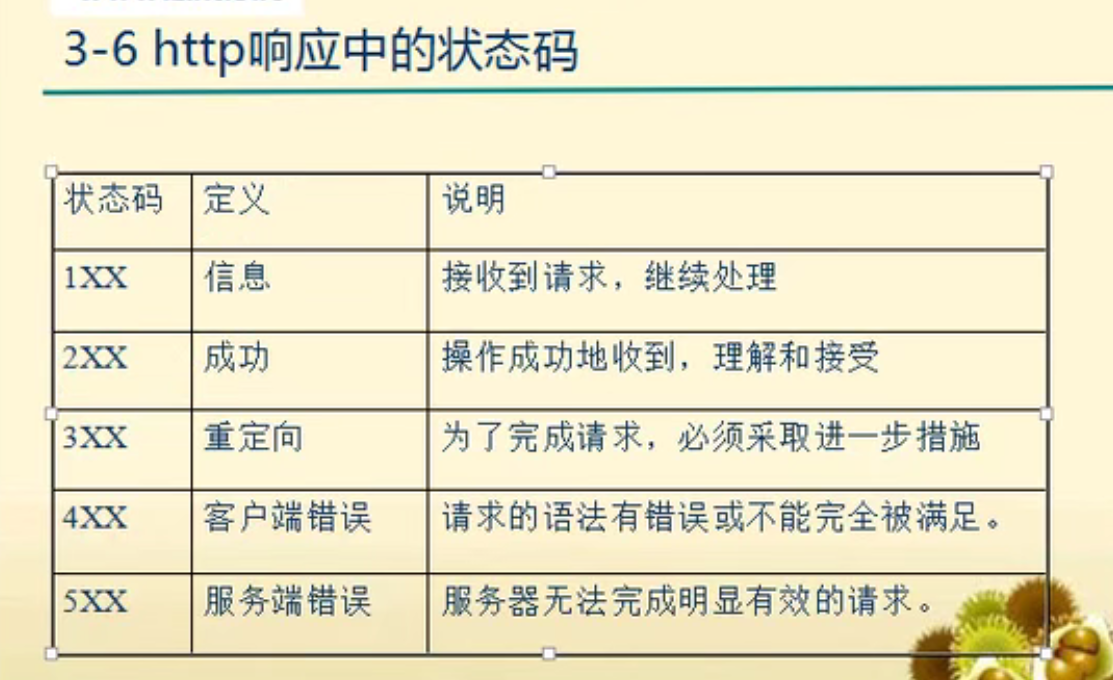 3-6 http响应中的状态码
状态码 定义 说明
1XX 信息 接收到请求，继续处理
2XX 成功 操作成功地收到，理解和接受
3XX 重定向 为了完成请求，必须采取进一步措施
4XX 客户端错误 请求的语法有错误或不能完全被满足。
5XX 服务端错误 服务器无法完成明显有效的请求。